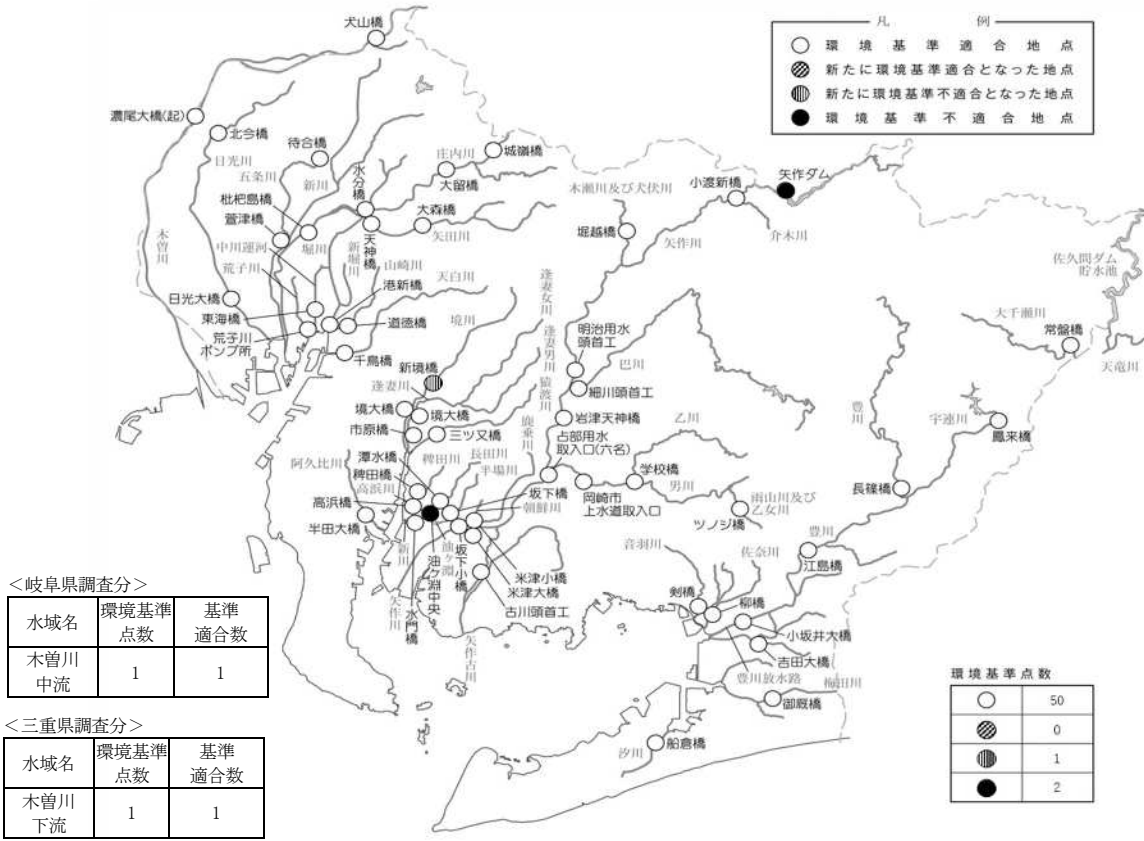 凡例
環境基準適合地点
新たに環境基準適合となった地点
新たに環境基準不適合となった地点
環境基準不適合地点
犬山橋
濃尾大橋(起)
北今橋
待合橋
日光川
五条川
新川
庄内川
城嶺橋
水分橋
大留橋
枇杷島橋
萱津橋
大森橋
矢田川
中川運河
堀川
新堀川
天神橋
荒子川
山崎川
木曽川
港新橋
天白川
日光大橋
東海橋
道徳橋
境川
荒子川
ポンプ所
千鳥橋
木瀬川及び犬伏川
小渡新橋
矢作ダム
堀越橋
矢作川
介木川
佐久間ダム
貯水池
大千瀬川
常盤橋
天竜川
逢妻女川
逢妻男川
猿渡川
明治用水
頭首工
巴川
細川頭首工
新境橋
逢妻川
境大橋
境大橋
岩津天神橋
市原橋
三ツ又橋
占部用水
取入口(六名)
鹿乗川
乙川
豊川
宇連川
鳳来橋
潭水橋
稗田川
長田川
半場川
阿久比川
稗田橋
高浜川
坂下橋
学校橋
長篠橋
高浜橋
朝鮮川
岡崎市
上水道取入口
男川
雨山川及び
乙女川
半田大橋
ツノジ橋
豊川
新川
油ヶ淵
坂下小橋
米津小橋
米津大橋
音羽川
佐奈川
江島橋
油ヶ淵中央
古川頭首工
剣橋
柳橋
矢作川
水門橋
小坂井大橋
矢作古川
吉田大橋
豊川放水路
梅田川
御厩橋
汐川
船倉橋
<岐阜県調査分>
水域名 環境基準点数 基準適合数
木曽川中流 1 1
<三重県調査分>
水域名 環境基準点数 基準適合数
木曽川下流 1 1
環境基準点数
50
0
1
2